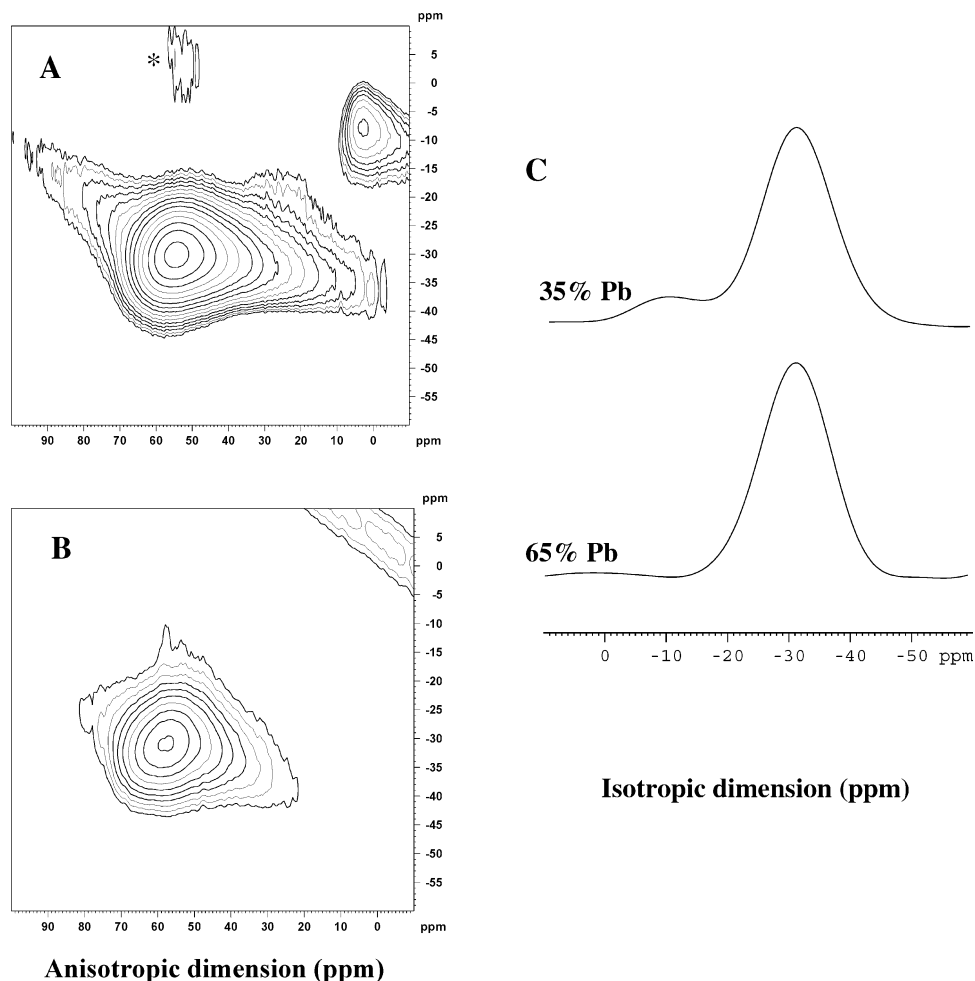 ppm
A
*
5
0
-5
-10
-15
-20
-25
-30
-35
-40
-45
-50
-55
90 80 70 60 50 40 30 20 10 0 ppm
ppm
B
5
0
-5
-10
-15
-20
-25
-30
-35
-40
-45
-50
-55
90 80 70 60 50 40 30 20 10 0 ppm
Anisotropic dimension (ppm)
C
35% Pb
65% Pb
0 -10 -20 -30 -40 -50 ppm
Isotropic dimension (ppm)